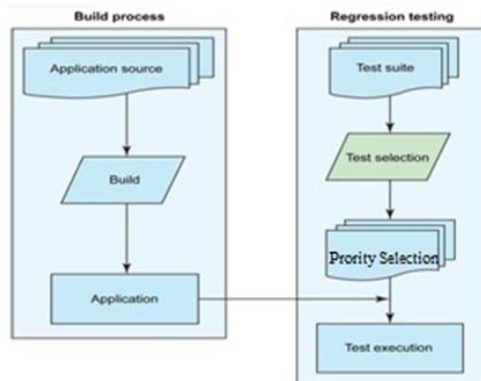 Build process
Application source
Build
Application
Regression testing
Test suite
Test selection
Prority Selection
Test execution